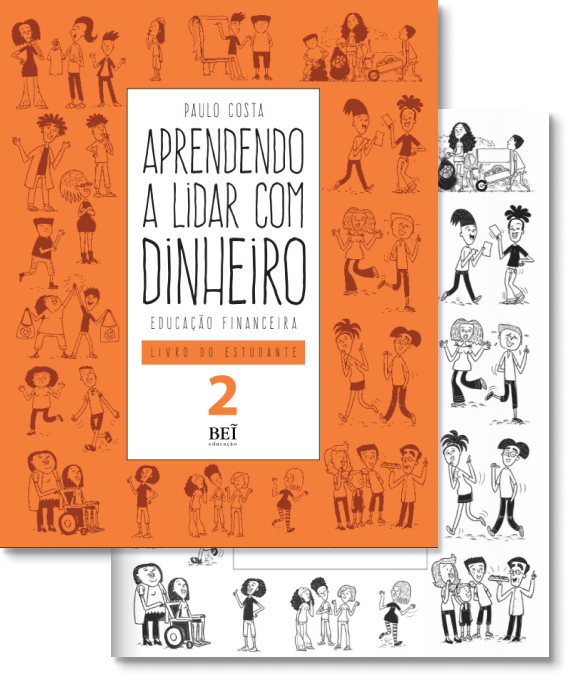 PAULO COSTA
APRENDENDO
A LiDAR COM
DiNHEiRO
EDUCAÇÃO FINANCEIRA
LIVRO DO ESTUDANTE
2
BEĨ
educação